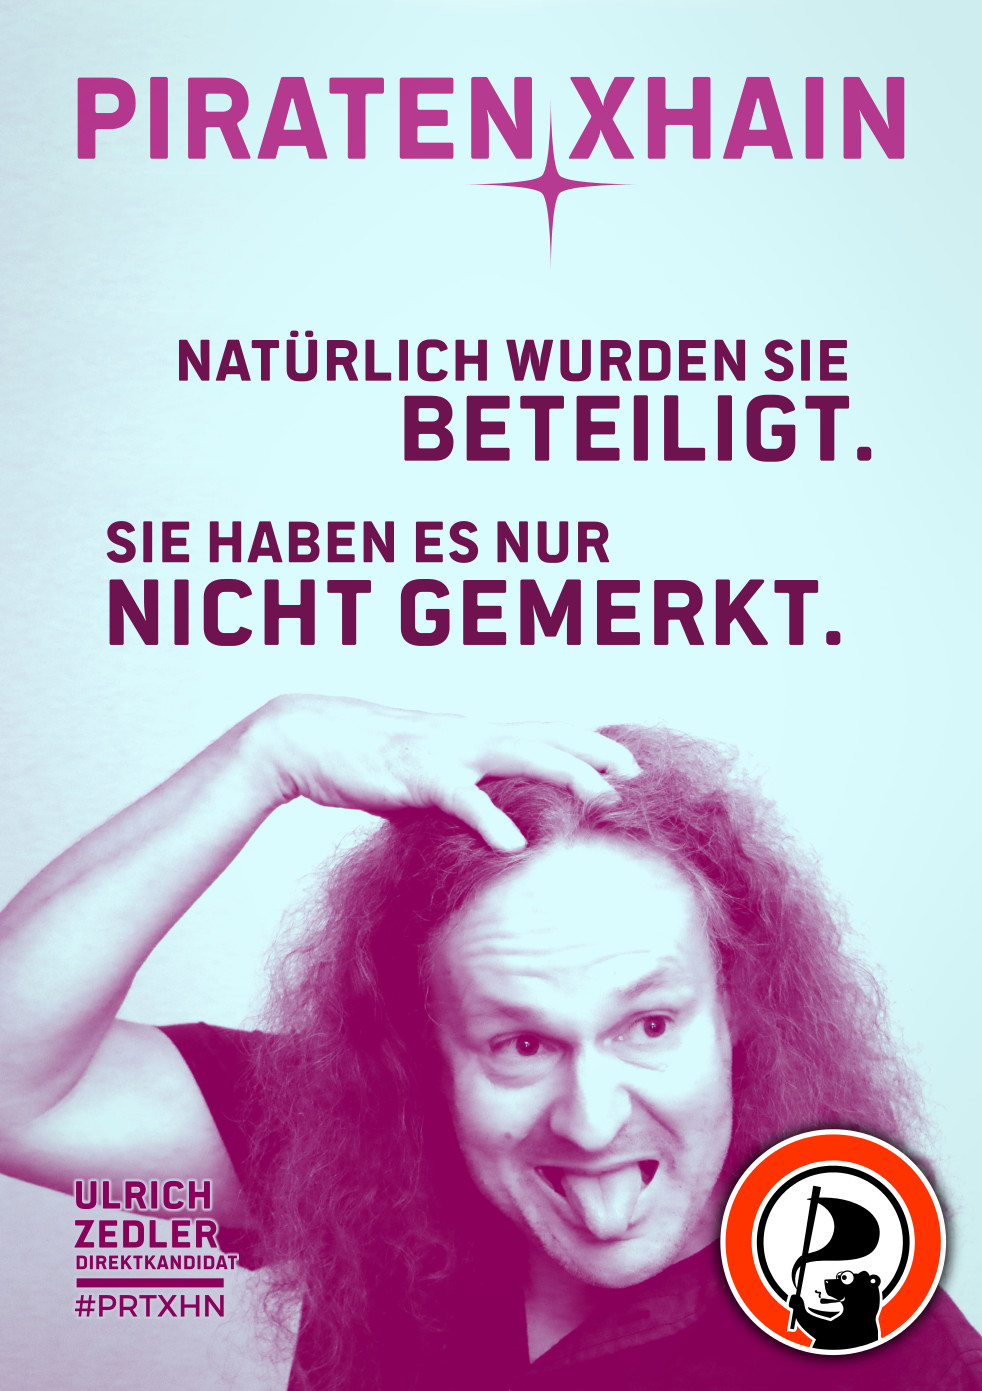 PIRATEN XHAIN
NATÜRLICH WURDEN SIE
BETEILIGT.
SIE HABEN ES NUR
NICHT GEMERKT.
ULRICH
ZEDLER
DIREKTKANDIDAT
#PRTXHN